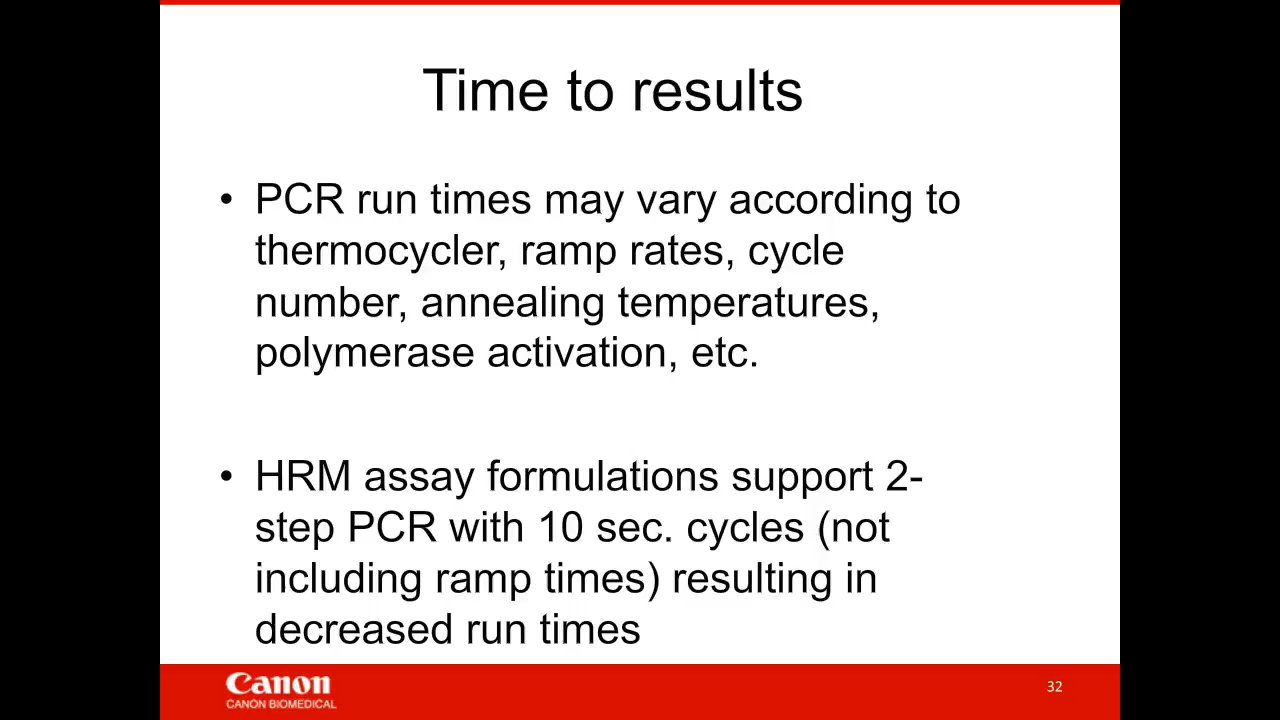 Time to results
• PCR run times may vary according to
thermocycler, ramp rates, cycle
number, annealing temperatures,
polymerase activation, etc.
• HRM assay formulations support 2-
step PCR with 10 sec. cycles (not
including ramp times) resulting in
decreased run times
Canon
CANON BIOMEDICAL
32